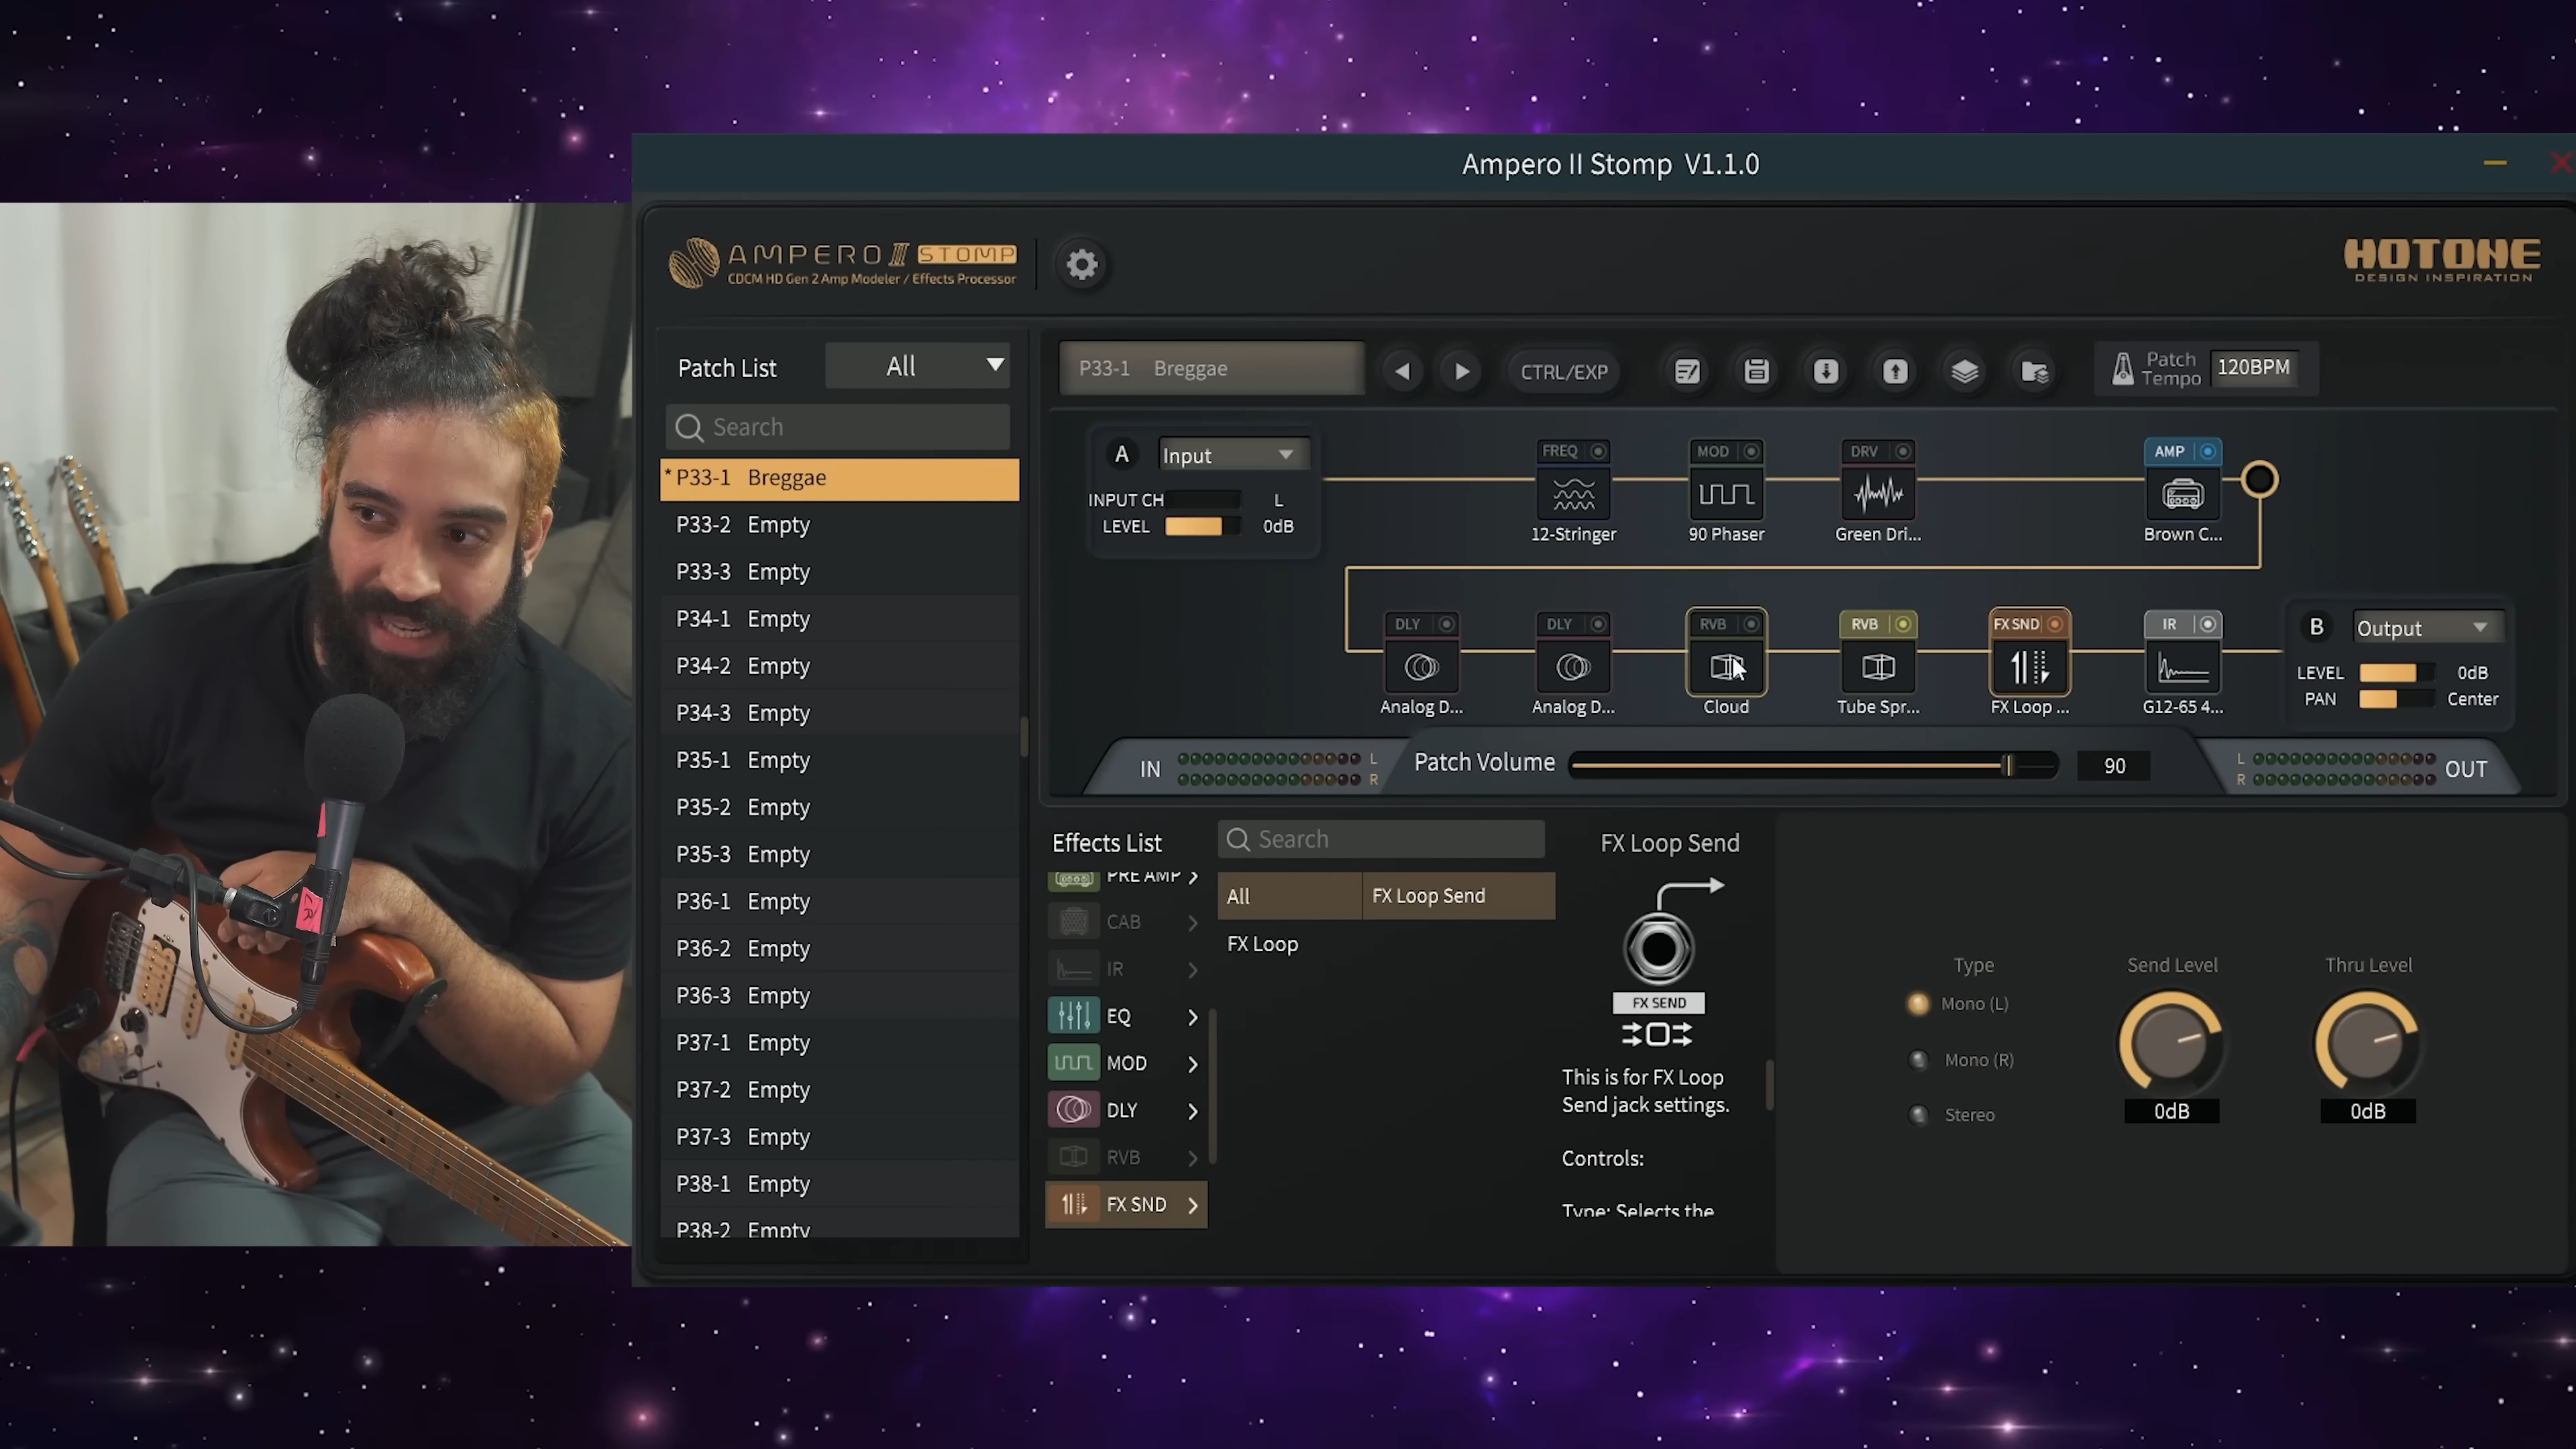 Ampero II Stomp V1.1.0
AMPERO II STOMP
CDCM HD Gen 2 Amp Modeler / Effects Processor
HOTONE
DESIGN INSPIRATION
Patch List
All
Search
* P33-1 Breggae
P33-2 Empty
P33-3 Empty
P34-1 Empty
P34-2 Empty
P34-3 Empty
P35-1 Empty
P35-2 Empty
P35-3 Empty
P36-1 Empty
P36-2 Empty
P36-3 Empty
P37-1 Empty
P37-2 Empty
P37-3 Empty
P38-1 Empty
P38-2 Empty
P33-1 Breggae
CTRL/EXP
Patch
Tempo
120BPM
A
Input
INPUT CH L
LEVEL 0dB
FREQ
12-Stringer
MOD
90 Phaser
DRV
Green Dri...
AMP
Brown C...
DLY
Analog D...
DLY
Analog D...
RVB
Cloud
RVB
Tube Spr...
FX SND
FX Loop ...
IR
G12-65 4...
B
Output
LEVEL 0dB
PAN Center
IN
L
R
Patch Volume
90
L
R
OUT
Effects List
Search
PRE AMP
CAB
IR
EQ
MOD
DLY
RVB
FX SND
All
FX Loop
FX Loop Send
FX Loop Send
FX SEND
This is for FX Loop
Send jack settings.
Controls:
Type: Selects the
Type
Mono (L)
Mono (R)
Stereo
Send Level
0dB
Thru Level
0dB